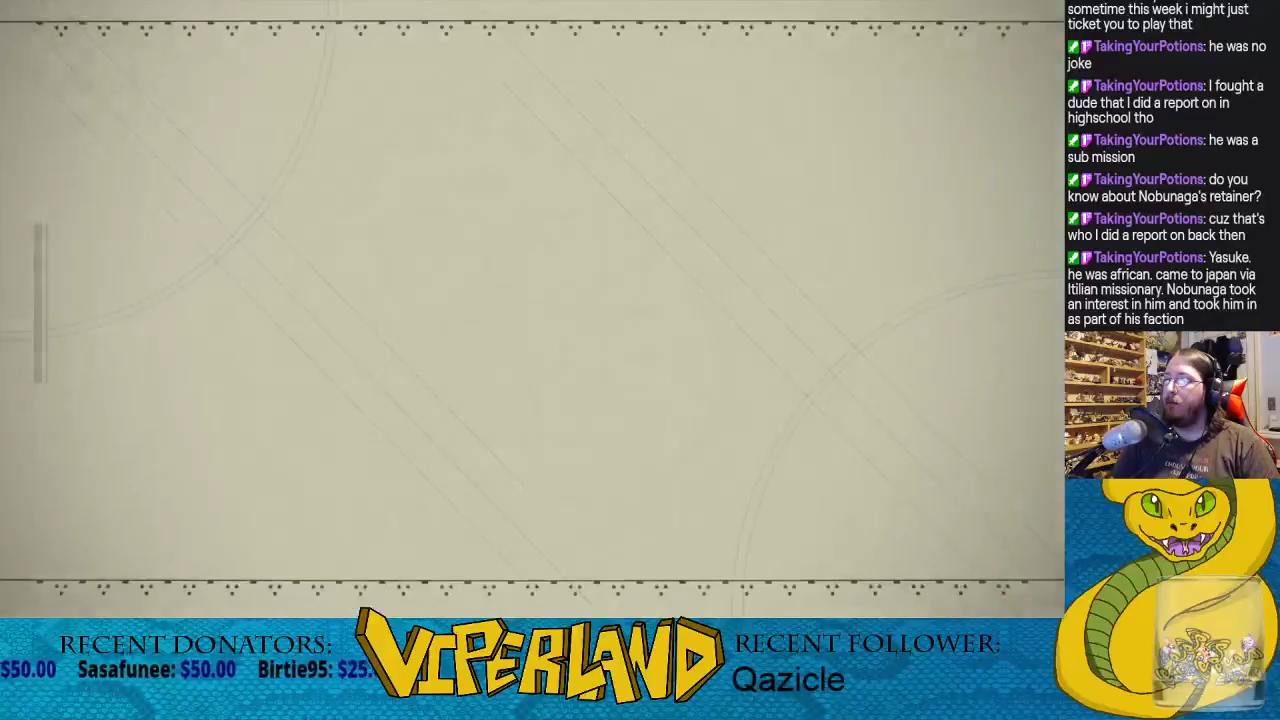 sometime this week i might just
ticket you to play that
TakingYourPotions: he was no
joke
TakingYourPotions: I fought a
dude that I did a report on in
highschool tho
TakingYourPotions: he was a
sub mission
TakingYourPotions: do you
know about Nobunaga's retainer?
TakingYourPotions: cuz that's
who I did a report on back then
TakingYourPotions: Yasuke.
he was african. came to japan via
Itilian missionary. Nobunaga took
an interest in him and took him in
as part of his faction
RECENT DONATORS:
$50.00 Sasafunee: $50.00 Birtie95: $25.
VIPERLAND
RECENT FOLLOWER:
Qazicle